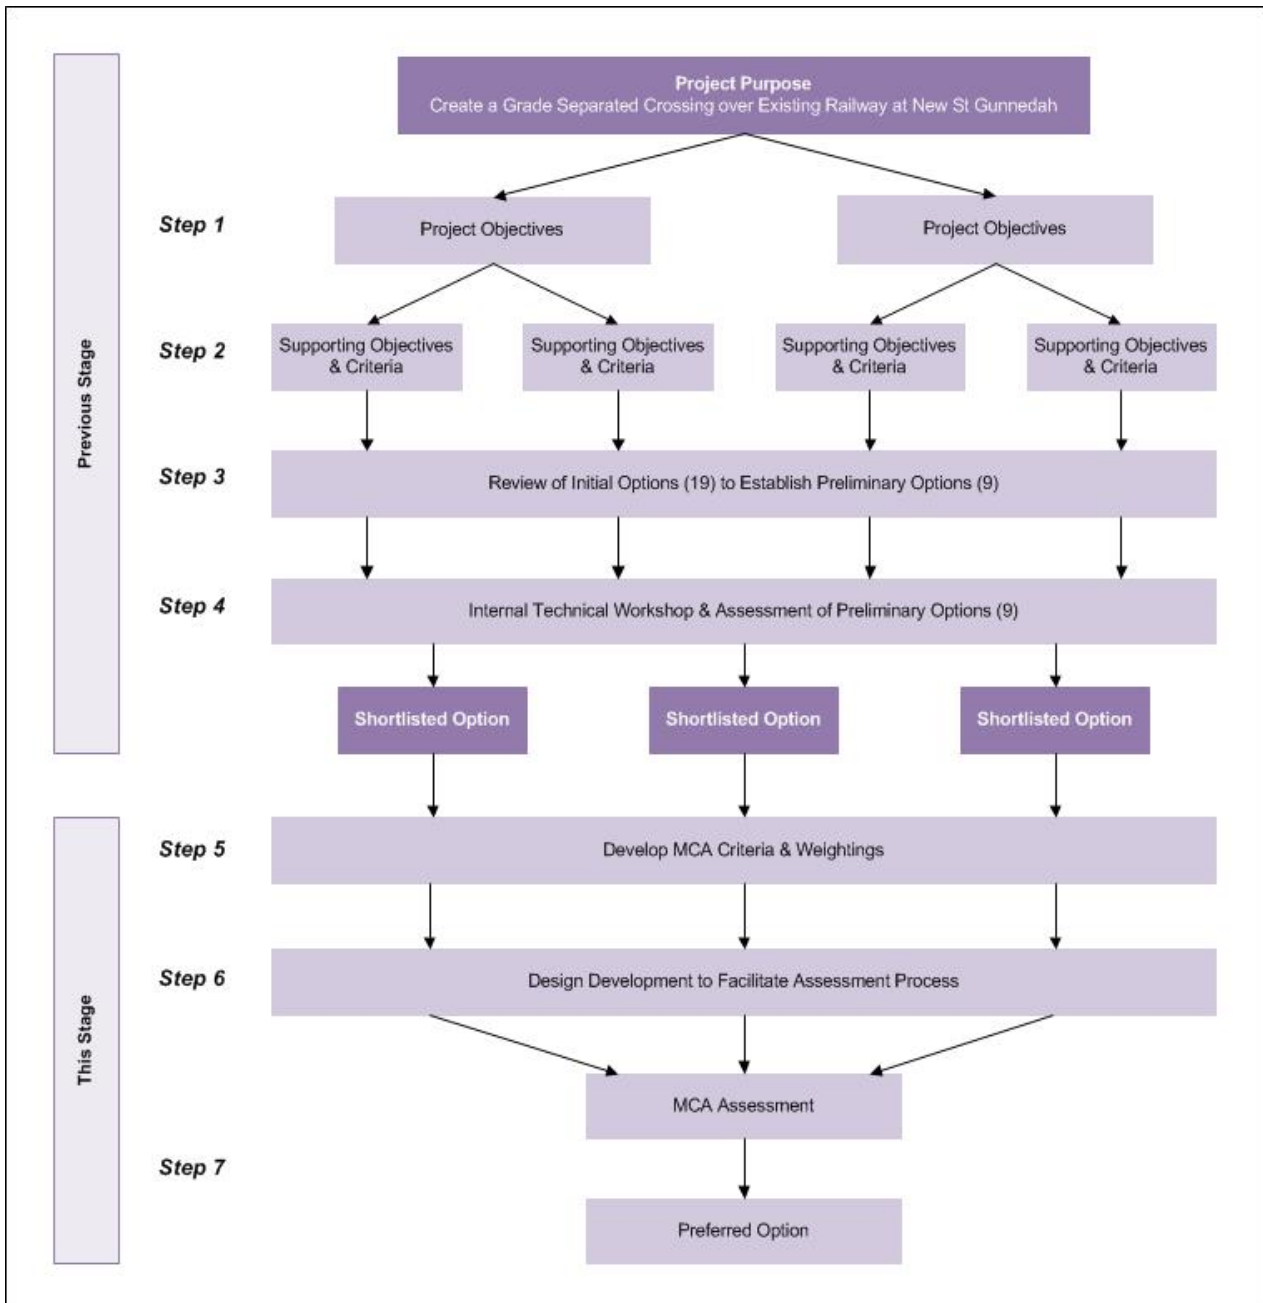 Project Purpose
Create a Grade Separated Crossing over Existing Railway at New St Gunnedah
Previous Stage
Step 1
Project Objectives
Project Objectives
Step 2
Supporting Objectives
& Criteria
Supporting Objectives
& Criteria
Supporting Objectives
& Criteria
Supporting Objectives
& Criteria
Step 3
Review of Initial Options (19) to Establish Preliminary Options (9)
Step 4
Internal Technical Workshop & Assessment of Preliminary Options (9)
Shortlisted Option
Shortlisted Option
Shortlisted Option
This Stage
Step 5
Develop MCA Criteria & Weightings
Step 6
Design Development to Facilitate Assessment Process
MCA Assessment
Step 7
Preferred Option